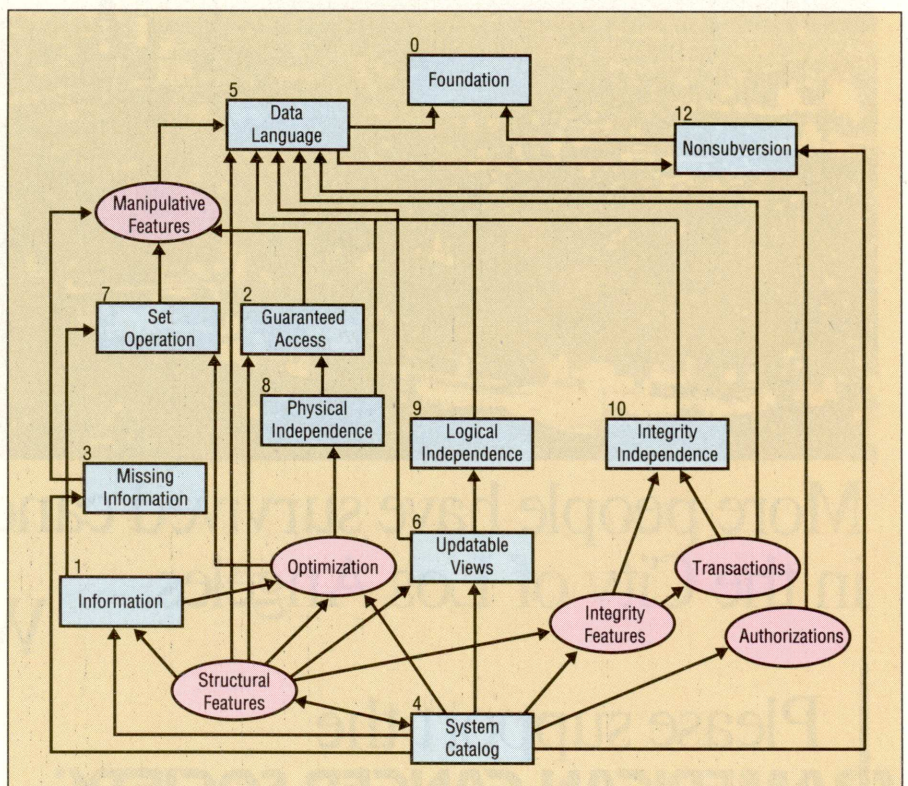 0
Foundation
5
Data
Language
12
Nonsubversion
Manipulative
Features
7
Set
Operation
2
Guaranteed
Access
8
Physical
Independence
9
Logical
Independence
10
Integrity
Independence
3
Missing
Information
6
Updatable
Views
Optimization
Transactions
1
Information
Integrity
Features
Authorizations
Structural
Features
4
System
Catalog